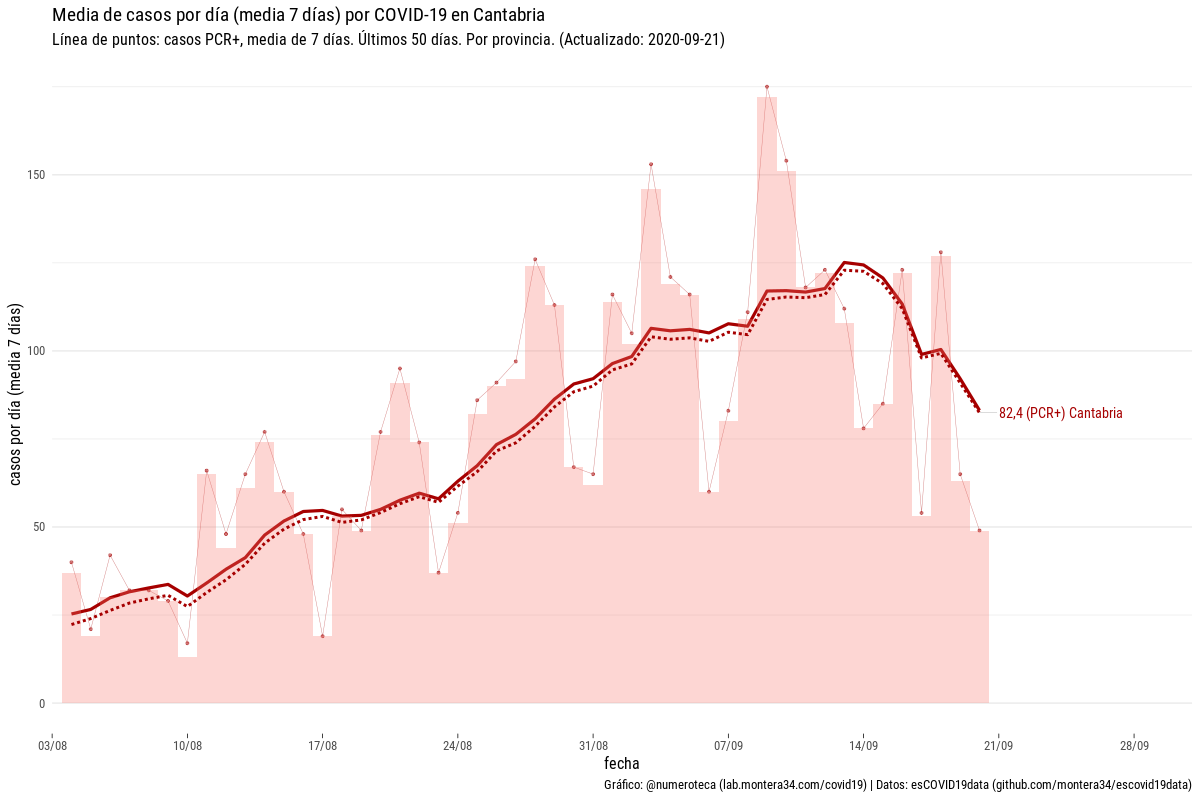 Media de casos por día (media 7 días) por COVID-19 en Cantabria
Línea de puntos: casos PCR+, media de 7 días. Últimos 50 días. Por provincia. (Actualizado: 2020-09-21)
casos por día (media 7 días)
150
100
50
0
82,4 (PCR+) Cantabria
03/08 10/08 17/08 24/08 31/08 07/09 14/09 21/09 28/09
fecha
Gráfico: @numeroteca (lab.montera34.com/covid19) | Datos: esCOVID19data (github.com/montera34/escovid19data)